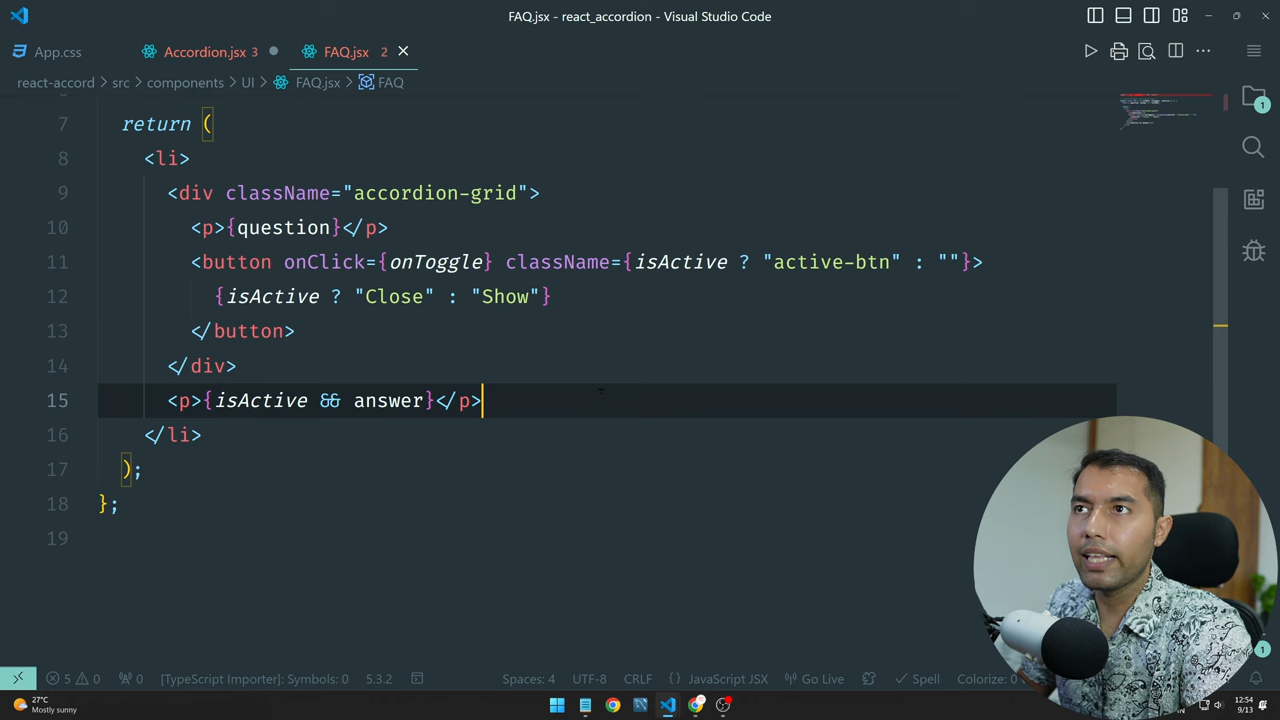 FAQ.jsx - react_accordion - Visual Studio Code
App.css
Accordion.jsx 3
FAQ.jsx 2
react-accord > src > components > UI > FAQ.jsx > FAQ
7 return (
8 <li>
9 <div className="accordion-grid">
10 <p>{question}</p>
11 <button onClick={onToggle} className={isActive ? "active-btn" : ""}>
12 {isActive ? "Close" : "Show"}
13 </button>
14 </div>
15 <p>{isActive && answer}</p>
16 </li>
17 );
18 };
19
1
1
5 0 0 [TypeScript Importer]: Symbols: 0 5.3.2 Spaces: 4 UTF-8 CRLF {} JavaScript JSX Go Live Spell Colorize: 0
27°C
Mostly sunny
12:54
9/13